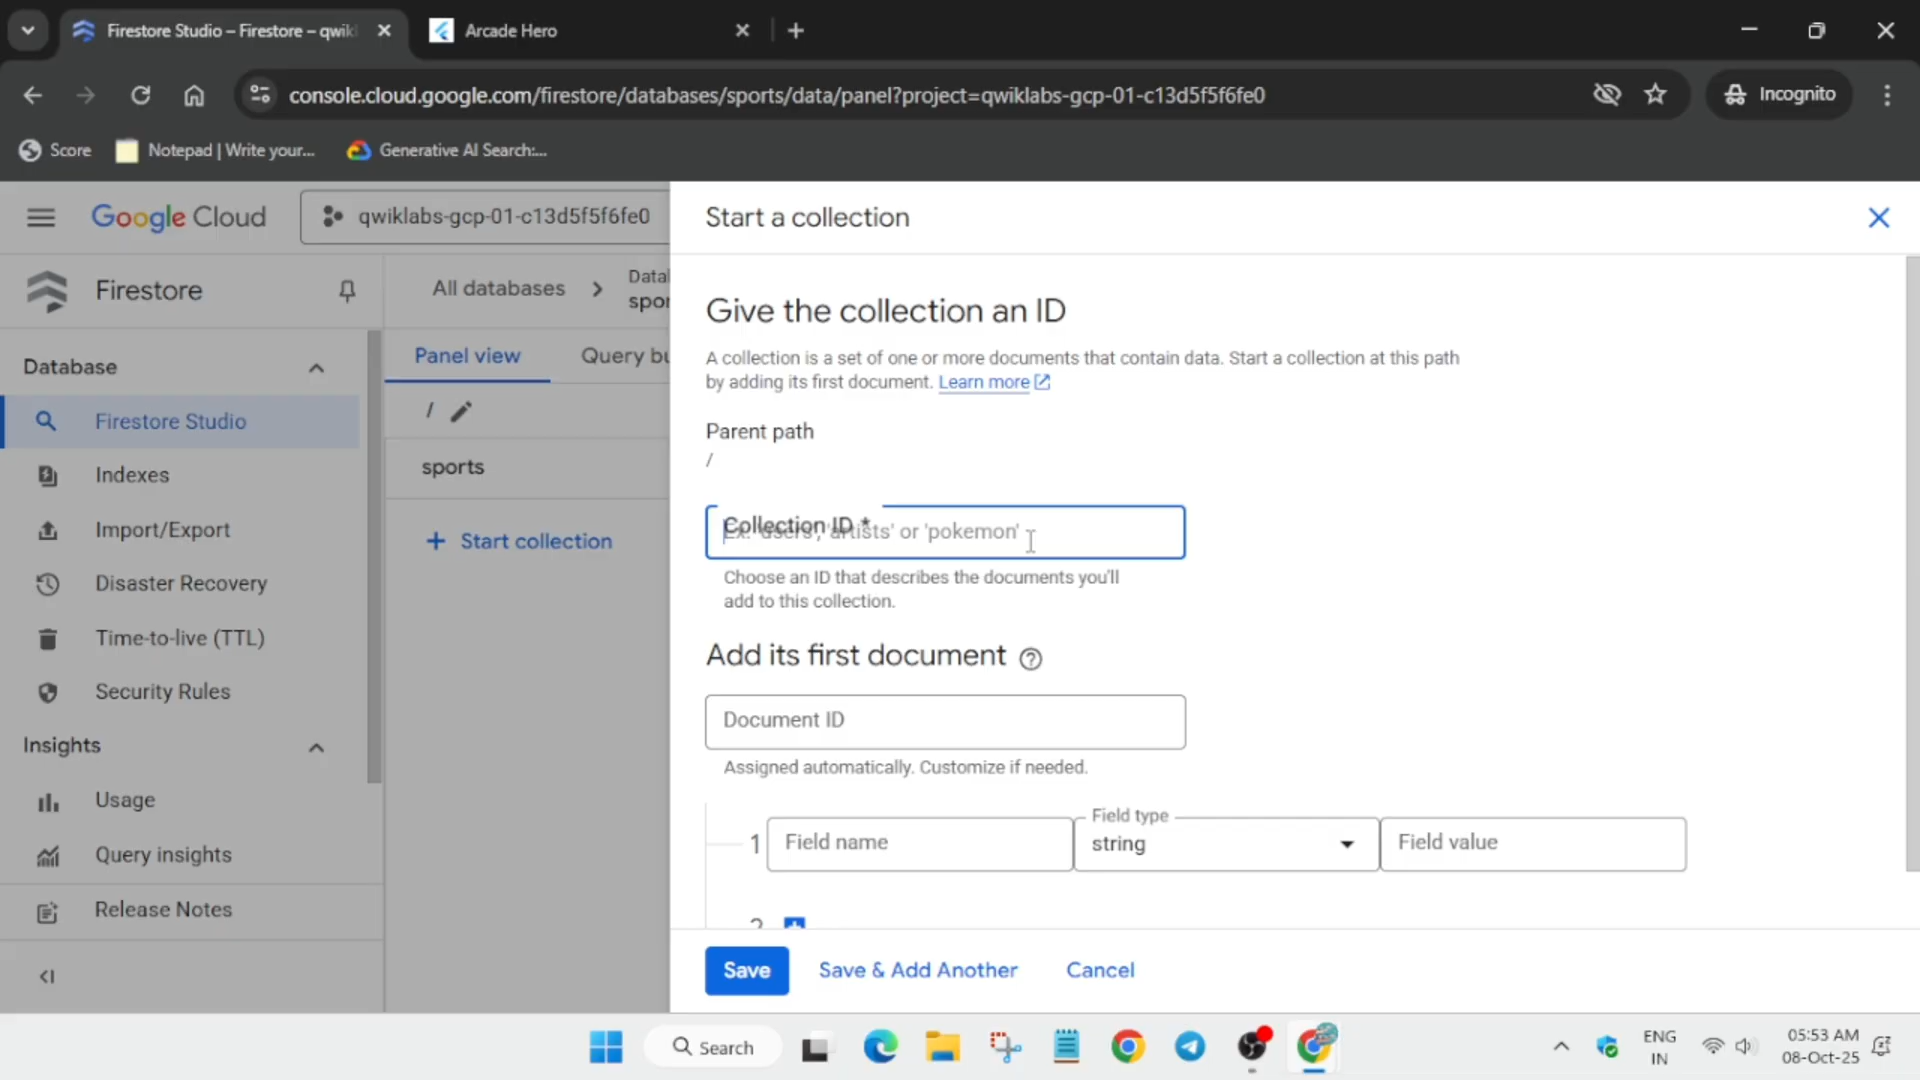 Firestore Studio – Firestore – qwikl
Arcade Hero
console.cloud.google.com/firestore/databases/sports/data/panel?project=qwiklabs-gcp-01-c13d5f5f6fe0
Incognito
Score
Notepad | Write your...
Generative AI Search:...
Google Cloud
qwiklabs-gcp-01-c13d5f5f6fe0
Start a collection
Firestore
All databases
Datal
spor
Database
Panel view
Query bu
Firestore Studio
/
Indexes
sports
Import/Export
Start collection
Disaster Recovery
Time-to-live (TTL)
Security Rules
Insights
Usage
Query insights
Release Notes
Give the collection an ID
A collection is a set of one or more documents that contain data. Start a collection at this path
by adding its first document. Learn more
Parent path
/
Collection ID *
Ex. 'users', 'artists' or 'pokemon'
Choose an ID that describes the documents you'll
add to this collection.
Add its first document
Document ID
Assigned automatically. Customize if needed.
1
Field name
Field type
string
Field value
2
Save
Save & Add Another
Cancel
Search
ENG
IN
05:53 AM
08-Oct-25